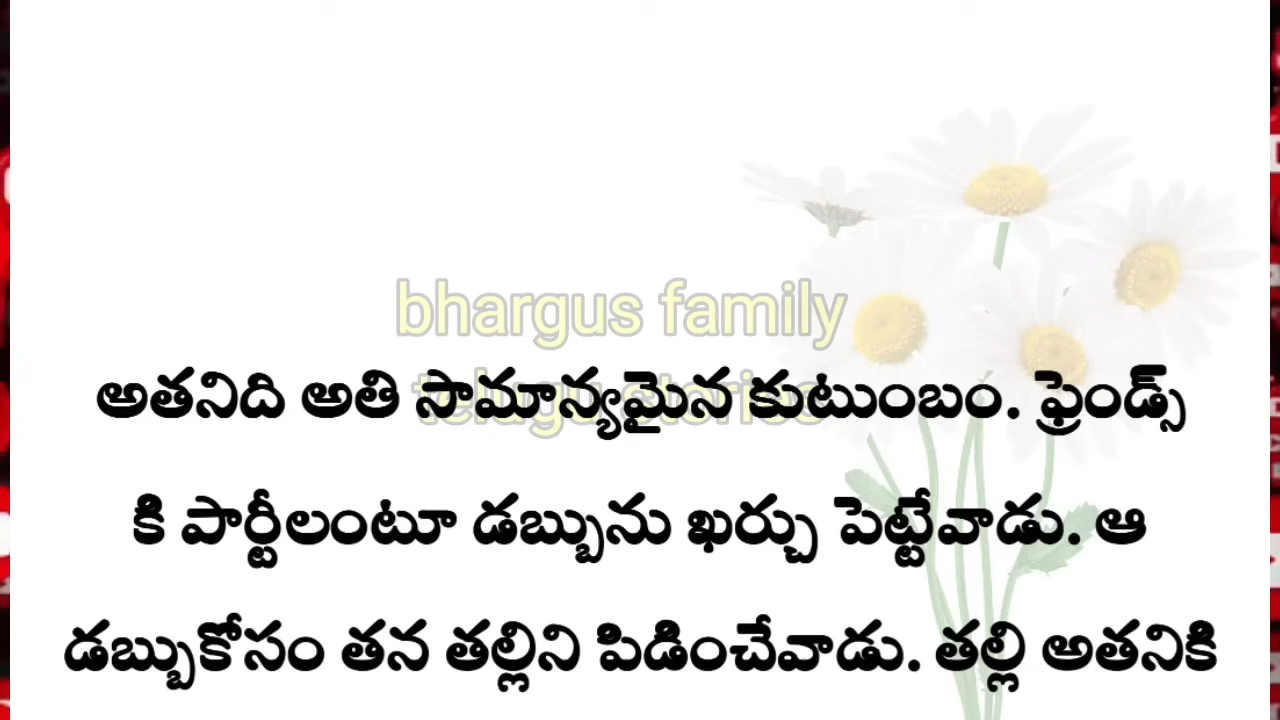 bhargus family
telugu stories
అతనిది అతి సామాన్యమైన కుటుంబం. ఫ్రెండ్స్
కి పార్టీలంటూ డబ్బును ఖర్చు పెట్టేవాడు. ఆ
డబ్బుకోసం తన తల్లిని పిడించేవాడు. తల్లి అతనికి